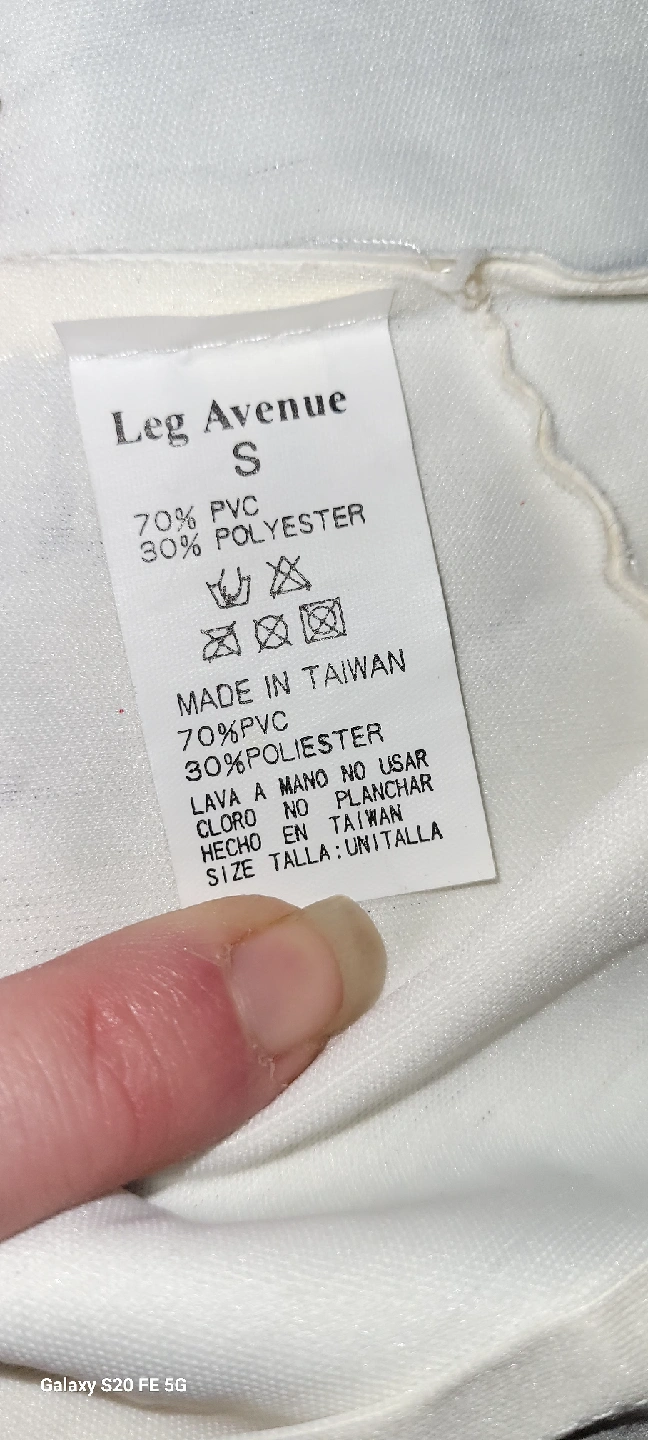 Leg Avenue
S
70% PVC
30% POLYESTER
MADE IN TAIWAN
70%PVC
30%POLIESTER
LAVA A MANO NO USAR
CLORO NO PLANCHAR
HECHO EN TAIWAN
SIZE TALLA:UNITALLA
Galaxy S20 FE 5G